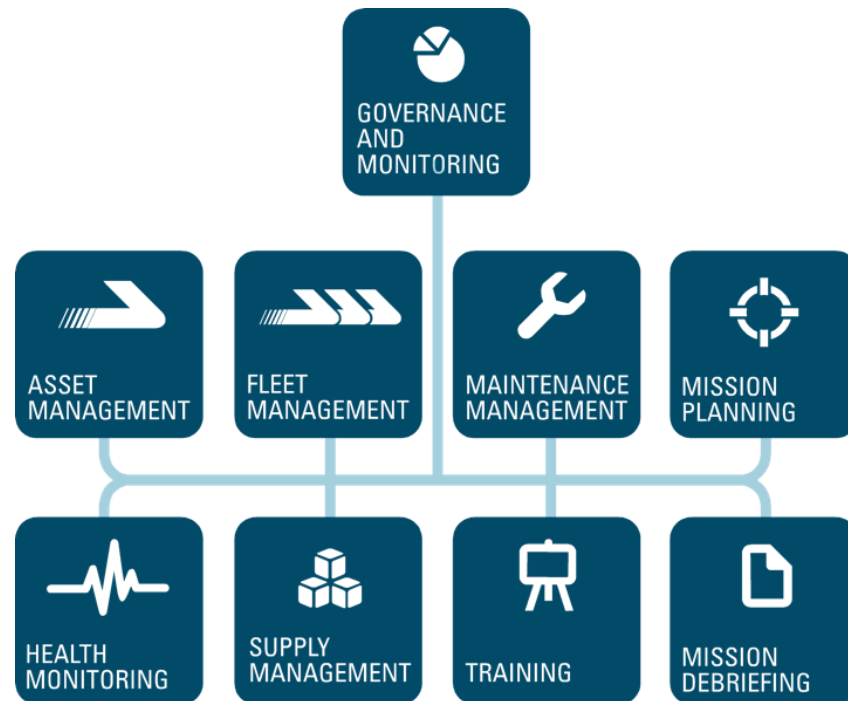 GOVERNANCE
AND
MONITORING
ASSET
MANAGEMENT
FLEET
MANAGEMENT
MAINTENANCE
MANAGEMENT
MISSION
PLANNING
HEALTH
MONITORING
SUPPLY
MANAGEMENT
TRAINING
MISSION
DEBRIEFING